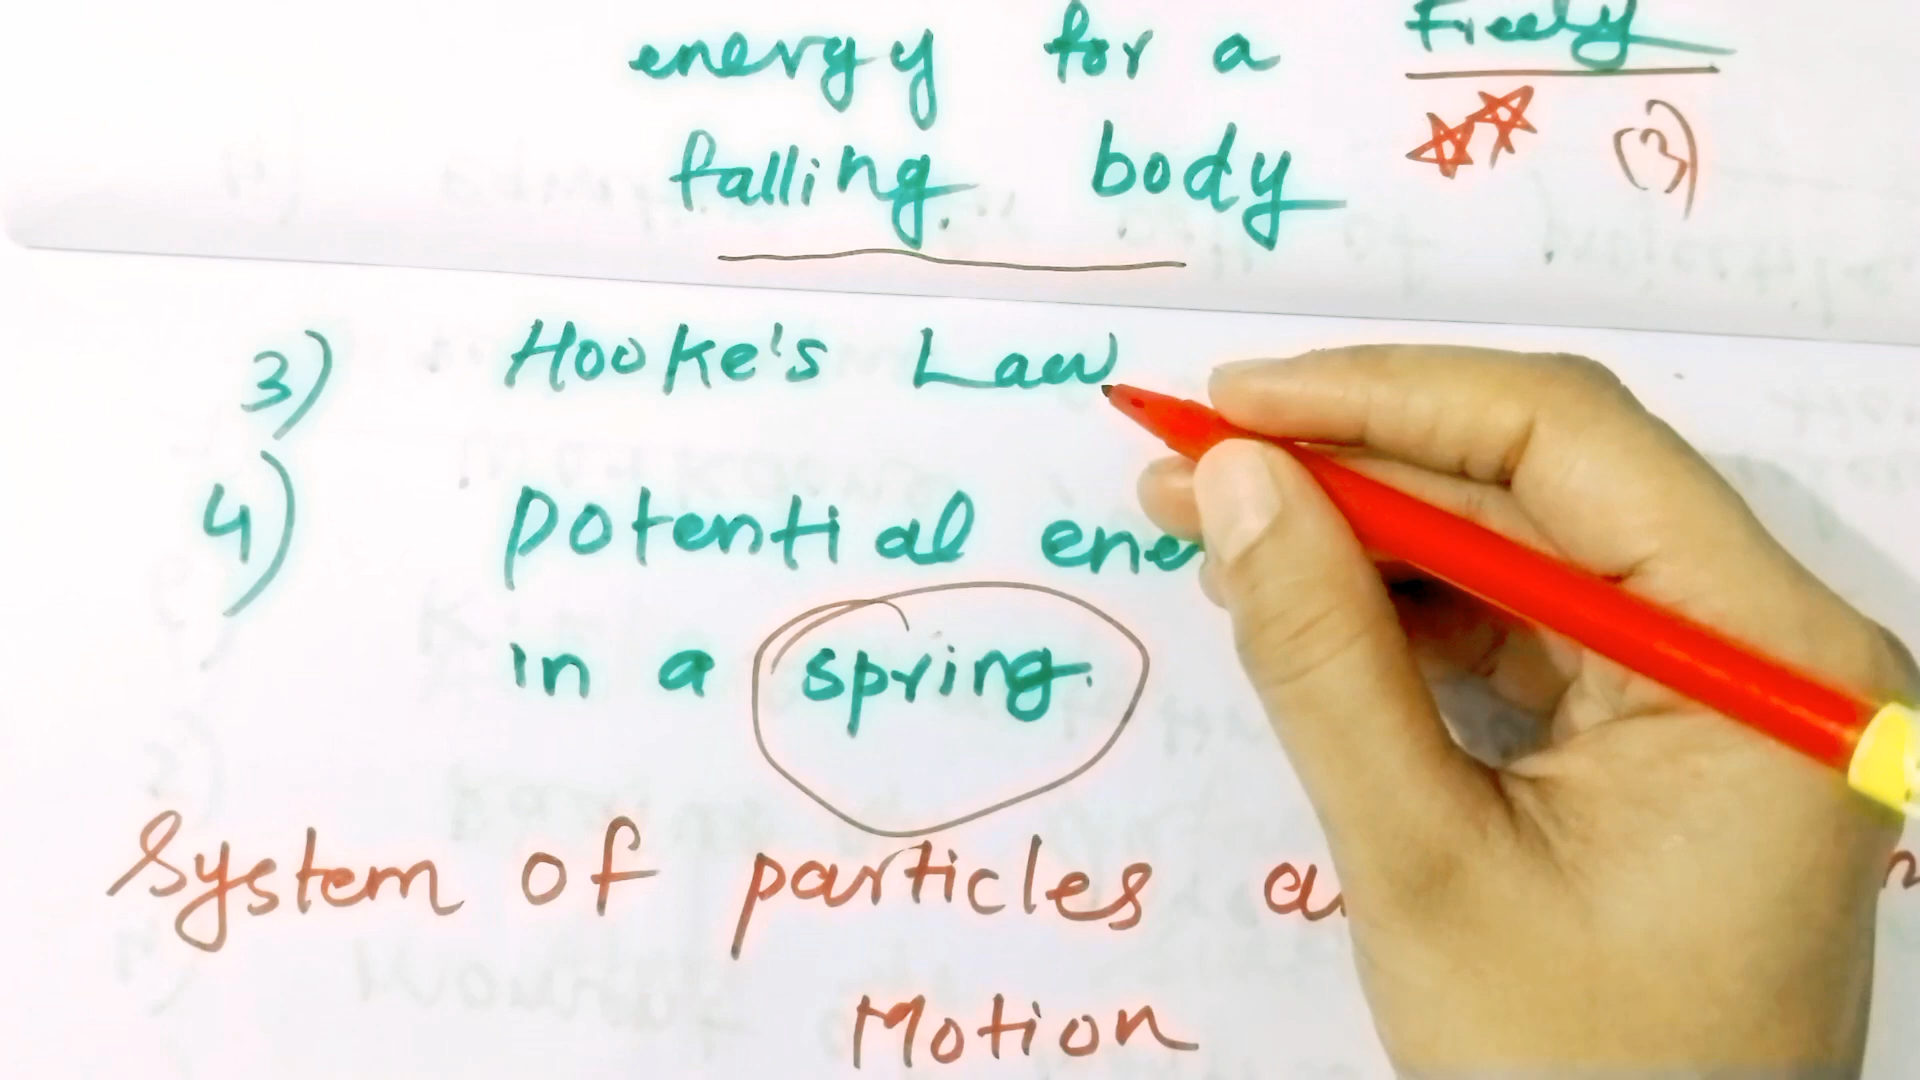 energy for a Freely
falling body (3)
3) Hooke's Law
4) potential ene
in a spring.
System of particles a
Motion